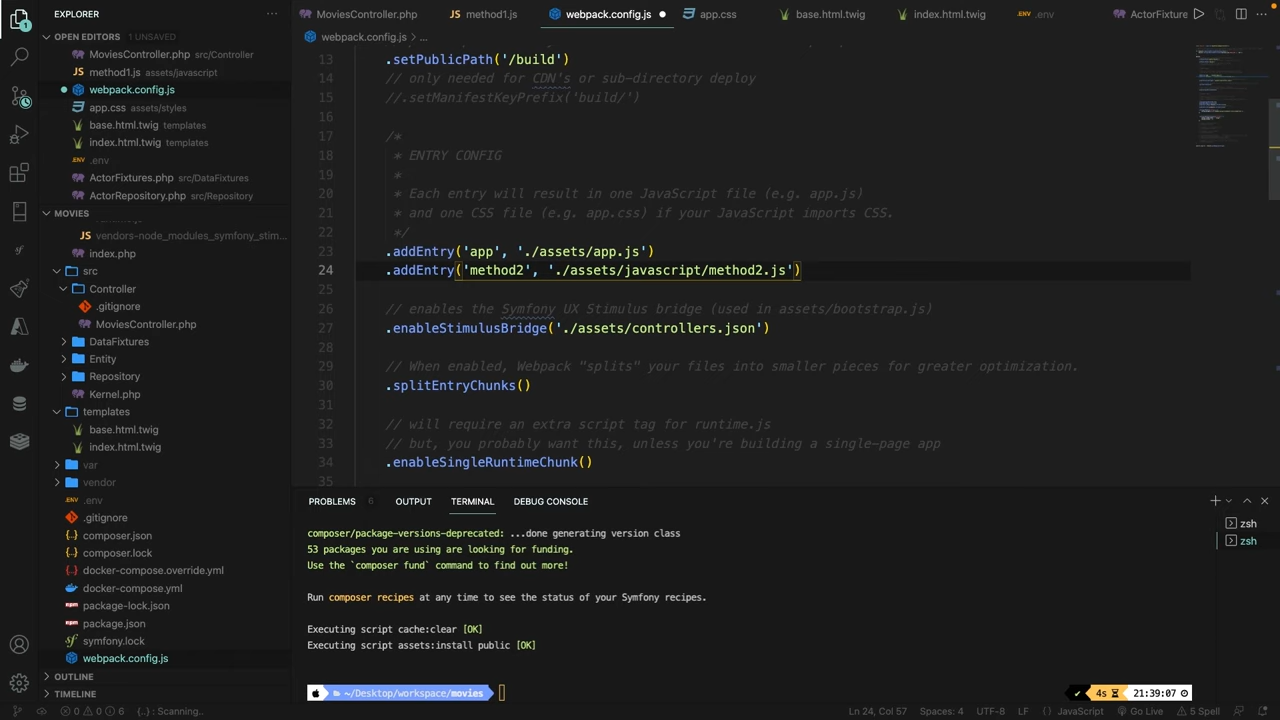 EXPLORER
OPEN EDITORS 1 UNSAVED
MoviesController.php src/Controller
method1.js assets/javascript
webpack.config.js
app.css assets/styles
base.html.twig templates
index.html.twig templates
.env
ActorFixtures.php src/DataFixtures
ActorRepository.php src/Repository
MOVIES
vendors-node_modules_symfony_stim...
index.php
src
Controller
.gitignore
MoviesController.php
DataFixtures
Entity
Repository
Kernel.php
templates
base.html.twig
index.html.twig
var
vendor
.env
.gitignore
composer.json
composer.lock
docker-compose.override.yml
docker-compose.yml
package-lock.json
package.json
symfony.lock
webpack.config.js
OUTLINE
TIMELINE
MoviesController.php method1.js webpack.config.js app.css base.html.twig index.html.twig .env ActorFixture
webpack.config.js > ...
13 .setPublicPath('/build')
14 // only needed for CDN's or sub-directory deploy
15 //.setManifestKeyPrefix('build/')
16
17 /*
18 * ENTRY CONFIG
19 *
20 * Each entry will result in one JavaScript file (e.g. app.js)
21 * and one CSS file (e.g. app.css) if your JavaScript imports CSS.
22 */
23 .addEntry('app', './assets/app.js')
24 .addEntry('method2', './assets/javascript/method2.js')
25
26 // enables the Symfony UX Stimulus bridge (used in assets/bootstrap.js)
27 .enableStimulusBridge('./assets/controllers.json')
28
29 // When enabled, Webpack "splits" your files into smaller pieces for greater optimization.
30 .splitEntryChunks()
31
32 // will require an extra script tag for runtime.js
33 // but, you probably want this, unless you're building a single-page app
34 .enableSingleRuntimeChunk()
35
PROBLEMS 6 OUTPUT TERMINAL DEBUG CONSOLE
composer/package-versions-deprecated: ...done generating version class
53 packages you are using are looking for funding.
Use the `composer fund` command to find out more!
Run composer recipes at any time to see the status of your Symfony recipes.
Executing script cache:clear [OK]
Executing script assets:install public [OK]
~/Desktop/workspace/movies
4s 21:39:07
zsh
zsh
0 0 6 {..} : Scanning.. Ln 24, Col 57 Spaces: 4 UTF-8 LF {} JavaScript Go Live 5 Spell